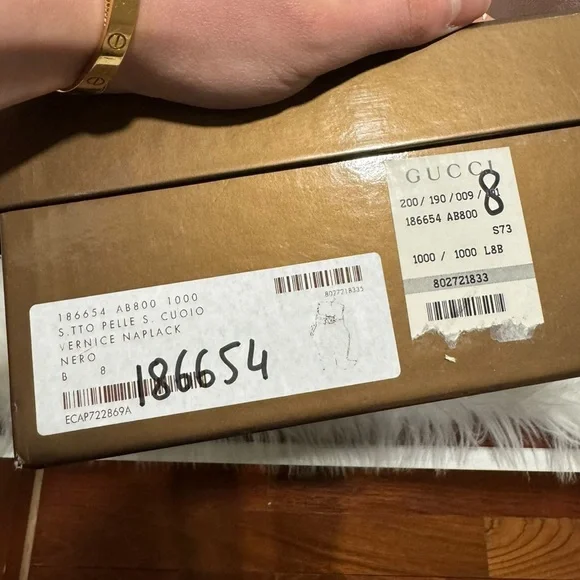 GUCCI
200/190/009/
8
186654 AB800
S73
1000 / 1000 L8B
802721833
186654 AB800 1000
S.TTO PELLE S. CUOIO
VERNICE NAPLACK
NERO
B 8
802721833
186654
ECAP722869A